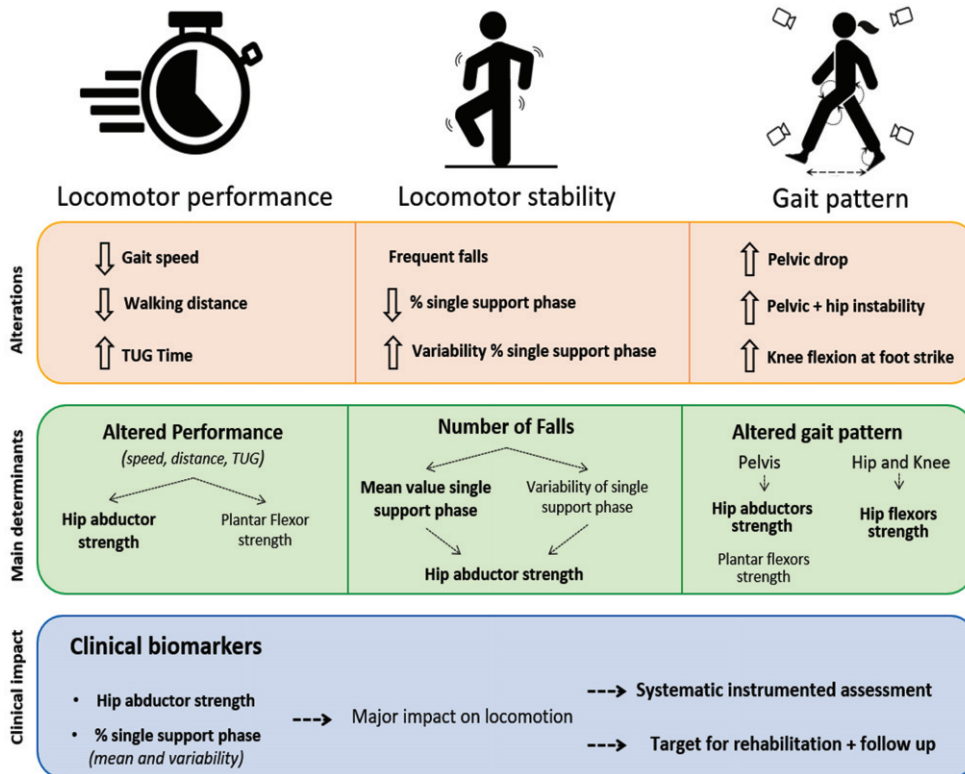 Locomotor performance
Locomotor stability
Gait pattern
Alterations
Gait speed
Walking distance
TUG Time
Frequent falls
% single support phase
Variability % single support phase
Pelvic drop
Pelvic + hip instability
Knee flexion at foot strike
Main determinants
Altered Performance
(speed, distance, TUG)
Hip abductor
strength
Plantar Flexor
strength
Number of Falls
Mean value single
support phase
Variability of single
support phase
Hip abductor strength
Altered gait pattern
Pelvis
Hip abductors
strength
Plantar flexors
strength
Hip and Knee
Hip flexors
strength
Clinical impact
Clinical biomarkers
• Hip abductor strength
• % single support phase
(mean and variability)
Major impact on locomotion
Systematic instrumented assessment
Target for rehabilitation + follow up